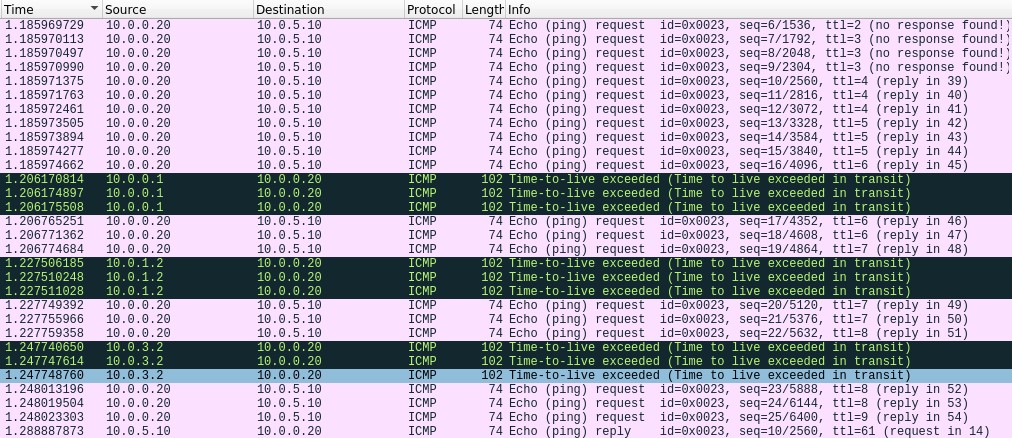 Time Source Destination Protocol Length Info
1.185969729 10.0.0.20 10.0.5.10 ICMP 74 Echo (ping) request id=0x0023, seq=6/1536, ttl=2 (no response found!)
1.185970113 10.0.0.20 10.0.5.10 ICMP 74 Echo (ping) request id=0x0023, seq=7/1792, ttl=3 (no response found!)
1.185970497 10.0.0.20 10.0.5.10 ICMP 74 Echo (ping) request id=0x0023, seq=8/2048, ttl=3 (no response found!)
1.185970990 10.0.0.20 10.0.5.10 ICMP 74 Echo (ping) request id=0x0023, seq=9/2304, ttl=3 (no response found!)
1.185971375 10.0.0.20 10.0.5.10 ICMP 74 Echo (ping) request id=0x0023, seq=10/2560, ttl=4 (reply in 39)
1.185971763 10.0.0.20 10.0.5.10 ICMP 74 Echo (ping) request id=0x0023, seq=11/2816, ttl=4 (reply in 40)
1.185972461 10.0.0.20 10.0.5.10 ICMP 74 Echo (ping) request id=0x0023, seq=12/3072, ttl=4 (reply in 41)
1.185973505 10.0.0.20 10.0.5.10 ICMP 74 Echo (ping) request id=0x0023, seq=13/3328, ttl=5 (reply in 42)
1.185973894 10.0.0.20 10.0.5.10 ICMP 74 Echo (ping) request id=0x0023, seq=14/3584, ttl=5 (reply in 43)
1.185974277 10.0.0.20 10.0.5.10 ICMP 74 Echo (ping) request id=0x0023, seq=15/3840, ttl=5 (reply in 44)
1.185974662 10.0.0.20 10.0.5.10 ICMP 74 Echo (ping) request id=0x0023, seq=16/4096, ttl=6 (reply in 45)
1.206170814 10.0.0.1 10.0.0.20 ICMP 102 Time-to-live exceeded (Time to live exceeded in transit)
1.206174897 10.0.0.1 10.0.0.20 ICMP 102 Time-to-live exceeded (Time to live exceeded in transit)
1.206175508 10.0.0.1 10.0.0.20 ICMP 102 Time-to-live exceeded (Time to live exceeded in transit)
1.206765251 10.0.0.20 10.0.5.10 ICMP 74 Echo (ping) request id=0x0023, seq=17/4352, ttl=6 (reply in 46)
1.206771362 10.0.0.20 10.0.5.10 ICMP 74 Echo (ping) request id=0x0023, seq=18/4608, ttl=6 (reply in 47)
1.206774684 10.0.0.20 10.0.5.10 ICMP 74 Echo (ping) request id=0x0023, seq=19/4864, ttl=7 (reply in 48)
1.227506185 10.0.1.2 10.0.0.20 ICMP 102 Time-to-live exceeded (Time to live exceeded in transit)
1.227510248 10.0.1.2 10.0.0.20 ICMP 102 Time-to-live exceeded (Time to live exceeded in transit)
1.227511028 10.0.1.2 10.0.0.20 ICMP 102 Time-to-live exceeded (Time to live exceeded in transit)
1.227749392 10.0.0.20 10.0.5.10 ICMP 74 Echo (ping) request id=0x0023, seq=20/5120, ttl=7 (reply in 49)
1.227755966 10.0.0.20 10.0.5.10 ICMP 74 Echo (ping) request id=0x0023, seq=21/5376, ttl=7 (reply in 50)
1.227759358 10.0.0.20 10.0.5.10 ICMP 74 Echo (ping) request id=0x0023, seq=22/5632, ttl=8 (reply in 51)
1.247740650 10.0.3.2 10.0.0.20 ICMP 102 Time-to-live exceeded (Time to live exceeded in transit)
1.247747614 10.0.3.2 10.0.0.20 ICMP 102 Time-to-live exceeded (Time to live exceeded in transit)
1.247748760 10.0.3.2 10.0.0.20 ICMP 102 Time-to-live exceeded (Time to live exceeded in transit)
1.248013196 10.0.0.20 10.0.5.10 ICMP 74 Echo (ping) request id=0x0023, seq=23/5888, ttl=8 (reply in 52)
1.248019504 10.0.0.20 10.0.5.10 ICMP 74 Echo (ping) request id=0x0023, seq=24/6144, ttl=8 (reply in 53)
1.248023303 10.0.0.20 10.0.5.10 ICMP 74 Echo (ping) request id=0x0023, seq=25/6400, ttl=9 (reply in 54)
1.288887873 10.0.5.10 10.0.0.20 ICMP 74 Echo (ping) reply id=0x0023, seq=10/2560, ttl=61 (request in 14)